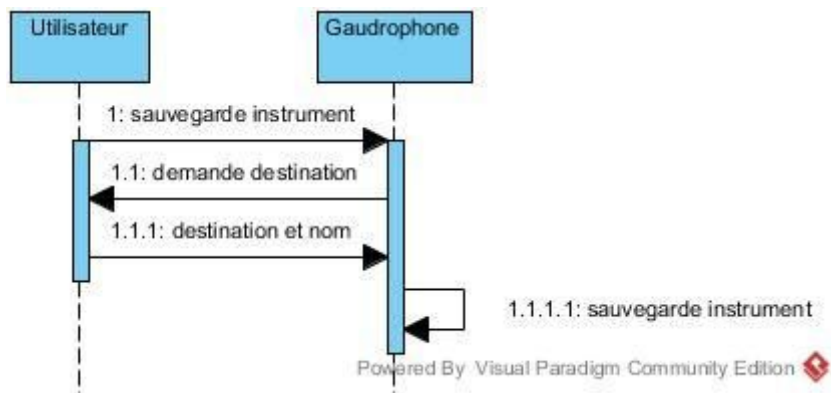 Utilisateur
Gaudrophone
1: sauvegarde instrument
1.1: demande destination
1.1.1: destination et nom
1.1.1.1: sauvegarde instrument
Powered By Visual Paradigm Community Edition